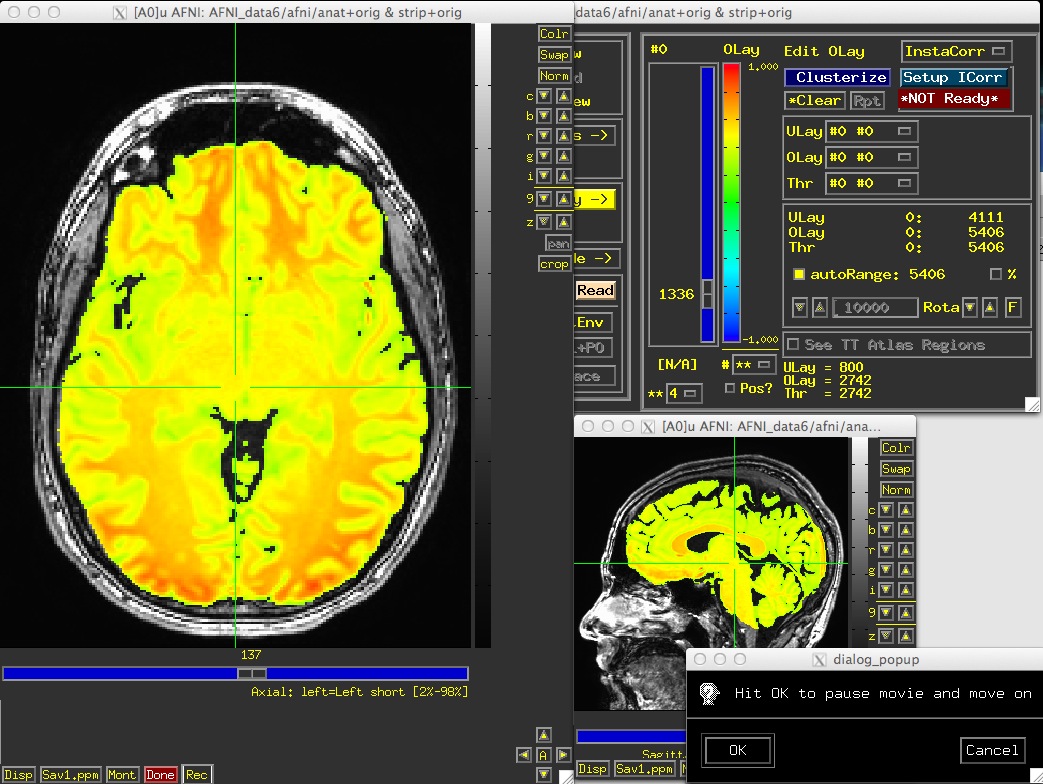 [A0]u AFNI: AFNI_data6/afni/anat+orig & strip+orig
data6/afni/anat+orig & strip+orig
Colr
Swap
Norm
c
b
r
g
i
9
z
pan
crop
w
d
ew
s ->
y ->
le ->
Read
Env
+PO
ace
#0
OLay
1.000
1336
-1.000
[N/A]
# **
** 4
Pos?
Edit OLay
InstaCorr
Clusterize
Setup ICorr
*Clear
Rpt
*NOT Ready*
ULay #0 #0
OLay #0 #0
Thr #0 #0
ULay 0: 4111
OLay 0: 5406
Thr 0: 5406
autoRange: 5406 %
10000 Rota F
See TT Atlas Regions
ULay = 800
OLay = 2742
Thr = 2742
[A0]u AFNI: AFNI_data6/afni/ana...
Colr
Swap
Norm
c
b
r
g
i
9
z
137
Axial: left=Left short [2%-98%]
A
Disp
Sav1.ppm
Mont
Done
Rec
Sagitt
Disp
Sav1.ppm
dialog_popup
Hit OK to pause movie and move on
OK
Cancel